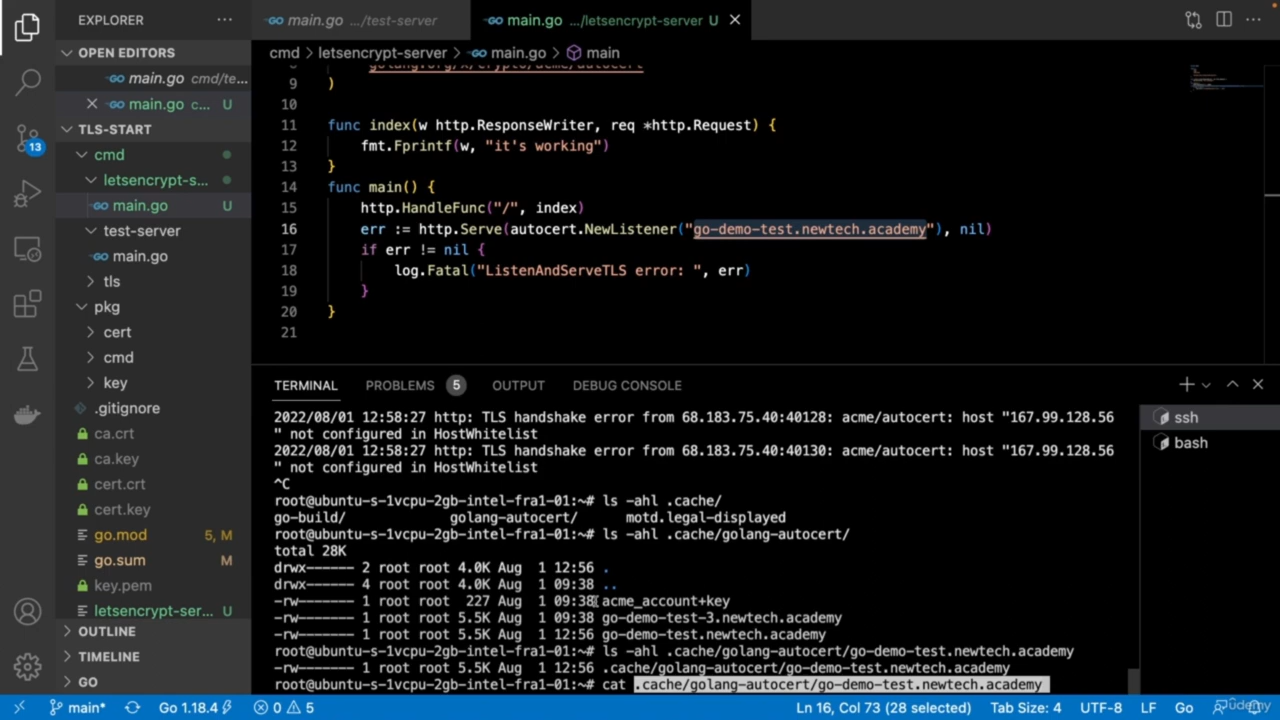 EXPLORER
main.go .../test-server
main.go .../letsencrypt-server U
OPEN EDITORS
main.go cmd/te...
main.go c... U
TLS-START
cmd
letsencrypt-s...
main.go U
test-server
main.go
tls
pkg
cert
cmd
key
.gitignore
ca.crt
ca.key
cert.crt
cert.key
go.mod 5, M
go.sum M
key.pem
letsencrypt-ser... U
OUTLINE
TIMELINE
GO
13
cmd > letsencrypt-server > main.go > main
golang.org/x/crypto/acme/autocert
9 )
10
11 func index(w http.ResponseWriter, req *http.Request) {
12 fmt.Fprintf(w, "it's working")
13 }
14 func main() {
15 http.HandleFunc("/", index)
16 err := http.Serve(autocert.NewListener("go-demo-test.newtech.academy"), nil)
17 if err != nil {
18 log.Fatal("ListenAndServeTLS error: ", err)
19 }
20 }
21
TERMINAL PROBLEMS 5 OUTPUT DEBUG CONSOLE
2022/08/01 12:58:27 http: TLS handshake error from 68.183.75.40:40128: acme/autocert: host "167.99.128.56
" not configured in HostWhitelist
2022/08/01 12:58:27 http: TLS handshake error from 68.183.75.40:40130: acme/autocert: host "167.99.128.56
" not configured in HostWhitelist
^C
root@ubuntu-s-1vcpu-2gb-intel-fra1-01:~# ls -ahl .cache/
go-build/ golang-autocert/ motd.legal-displayed
root@ubuntu-s-1vcpu-2gb-intel-fra1-01:~# ls -ahl .cache/golang-autocert/
total 28K
drwx------ 2 root root 4.0K Aug 1 12:56 .
drwx------ 4 root root 4.0K Aug 1 09:38 ..
-rw------- 1 root root 227 Aug 1 09:38 acme_account+key
-rw------- 1 root root 5.5K Aug 1 09:38 go-demo-test-3.newtech.academy
-rw------- 1 root root 5.5K Aug 1 12:56 go-demo-test.newtech.academy
root@ubuntu-s-1vcpu-2gb-intel-fra1-01:~# ls -ahl .cache/golang-autocert/go-demo-test.newtech.academy
-rw------- 1 root root 5.5K Aug 1 12:56 .cache/golang-autocert/go-demo-test.newtech.academy
root@ubuntu-s-1vcpu-2gb-intel-fra1-01:~# cat .cache/golang-autocert/go-demo-test.newtech.academy
ssh
bash
main* Go 1.18.4 0 5 Ln 16, Col 73 (28 selected) Tab Size: 4 UTF-8 LF Go
Udemy